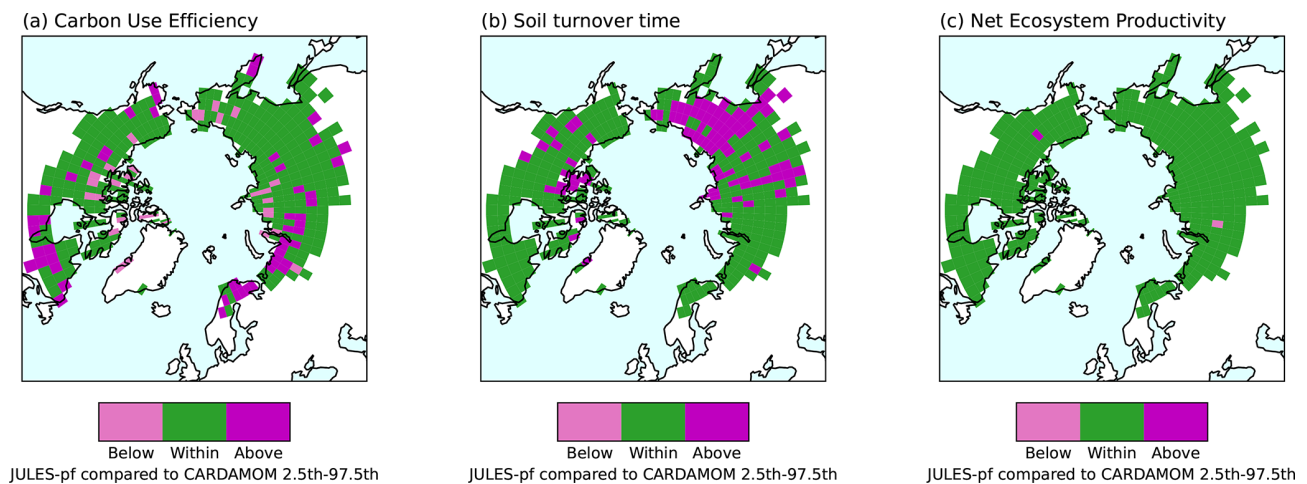 (a) Carbon Use Efficiency
(b) Soil turnover time
(c) Net Ecosystem Productivity
Below Within Above
JULES-pf compared to CARDAMOM 2.5th-97.5th
Below Within Above
JULES-pf compared to CARDAMOM 2.5th-97.5th
Below Within Above
JULES-pf compared to CARDAMOM 2.5th-97.5th